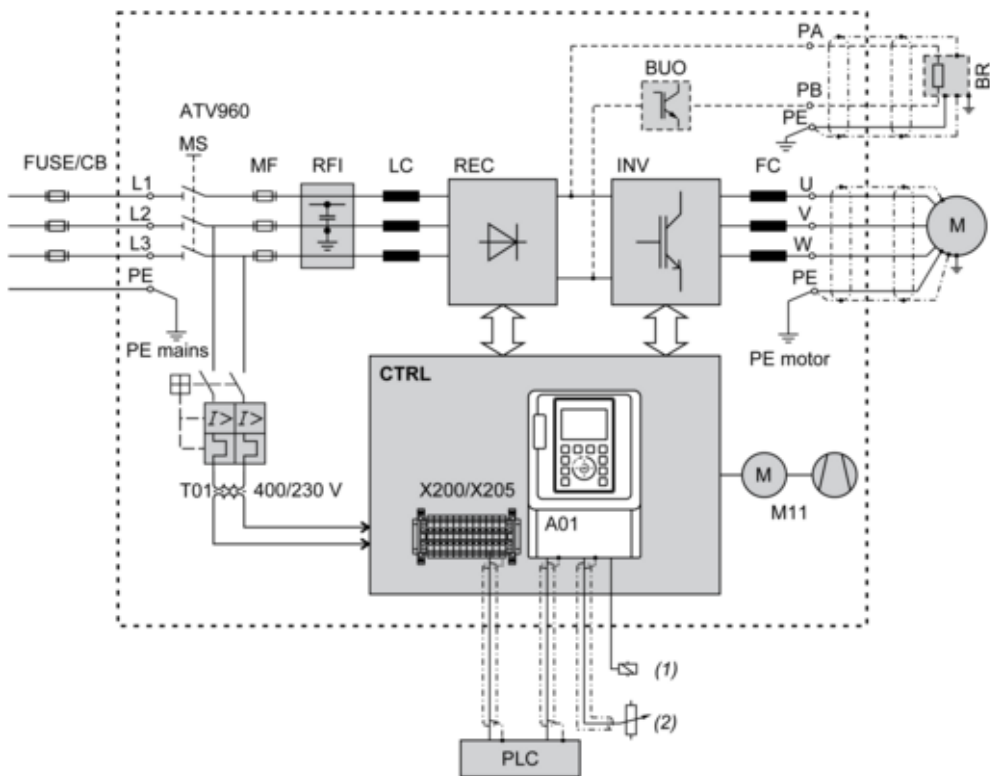 PA
BUO
BR
PB
ATV960
PE
MS
FUSE/CB
MF
RFI
LC
REC
INV
FC
L1
U
L2
V
M
L3
W
PE
PE
PE mains
PE motor
CTRL
I> I>
T01
400/230 V
X200/X205
M
A01
M11
(1)
(2)
PLC